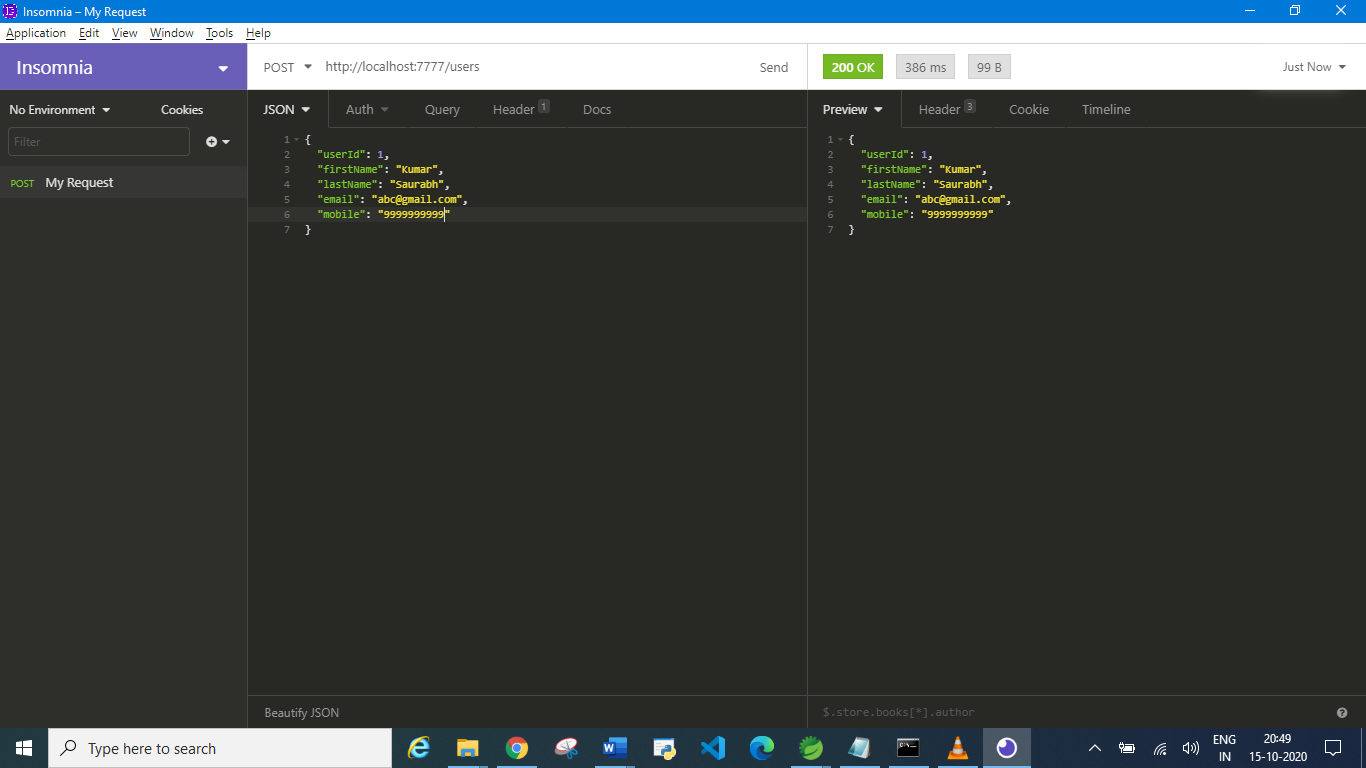 Insomnia – My Request
Application Edit View Window Tools Help
Insomnia
POST http://localhost:7777/users Send
200 OK 386 ms 99 B Just Now
No Environment Cookies
JSON Auth Query Header 1 Docs
Preview Header 3 Cookie Timeline
Filter
POST My Request
1 {
2 "userId": 1,
3 "firstName": "Kumar",
4 "lastName": "Saurabh",
5 "email": "abc@gmail.com",
6 "mobile": "9999999999"
7 }
1 {
2 "userId": 1,
3 "firstName": "Kumar",
4 "lastName": "Saurabh",
5 "email": "abc@gmail.com",
6 "mobile": "9999999999"
7 }
Beautify JSON
$.store.books[*].author
Type here to search
ENG
IN
20:49
15-10-2020